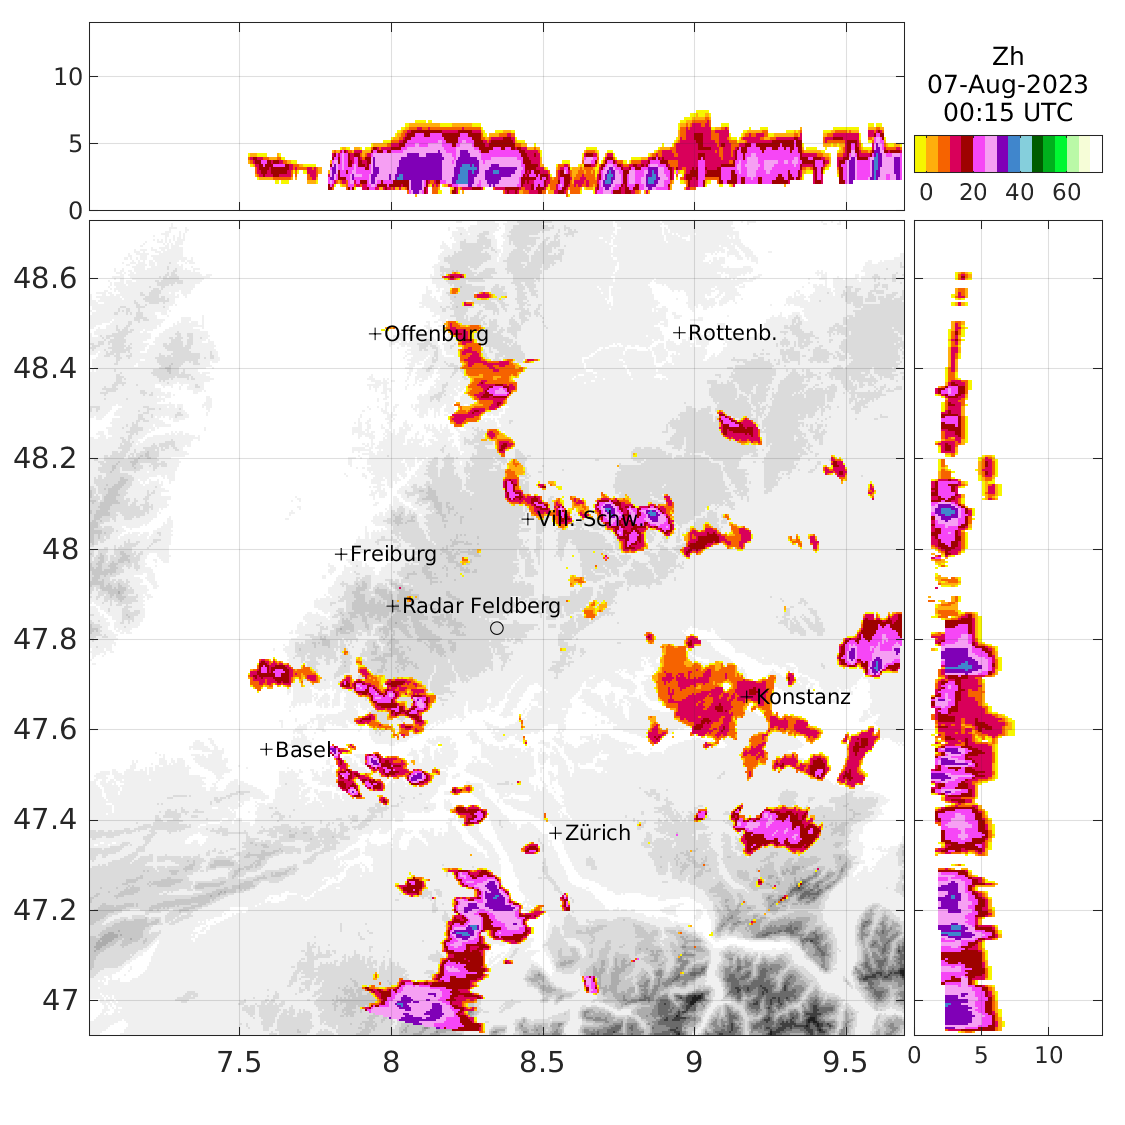 10
5
0
Zh
07-Aug-2023
00:15 UTC
0 20 40 60
48.6
48.4
48.2
48
47.8
47.6
47.4
47.2
47
+Offenburg
+Rottenb.
+Vill.-Schw.
+Freiburg
+Radar Feldberg
+Konstanz
+Basel
+Zürich
7.5 8 8.5 9 9.5
0 5 10